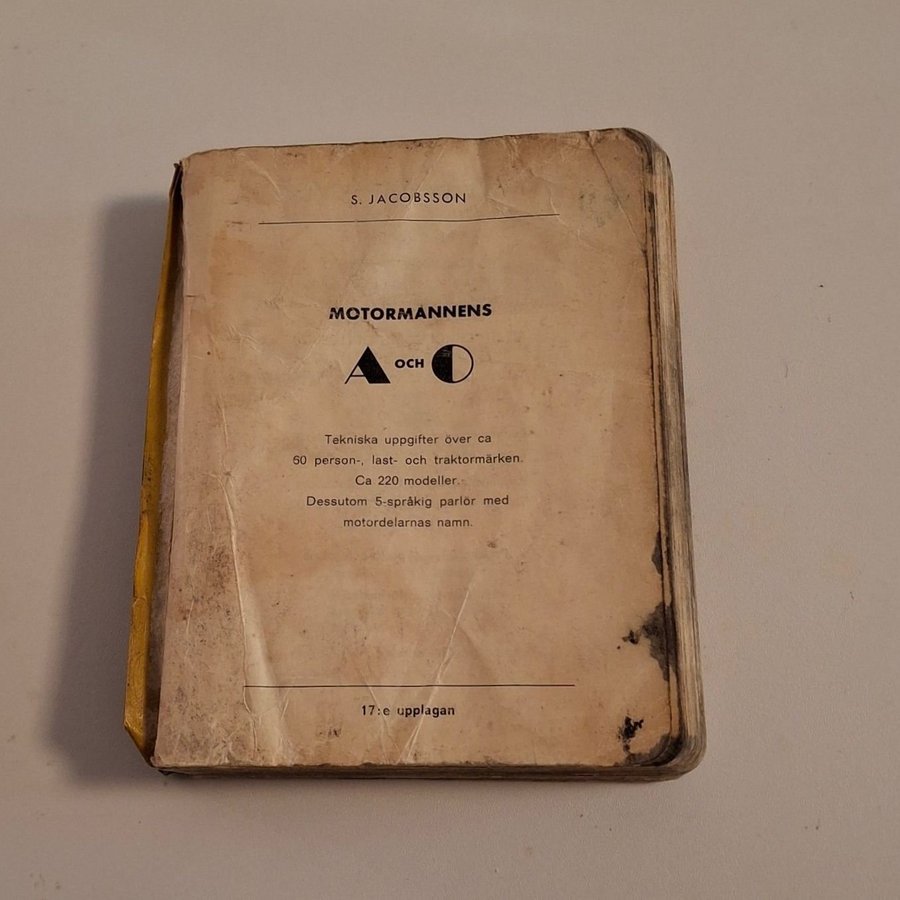 S. JACOBSSON
MOTORMANNENS
A OCH O
Tekniska uppgifter över ca
60 person-, last- och traktormärken.
Ca 220 modeller.
Dessutom 5-språkig parlör med
motordelarnas namn.
17:e upplagan